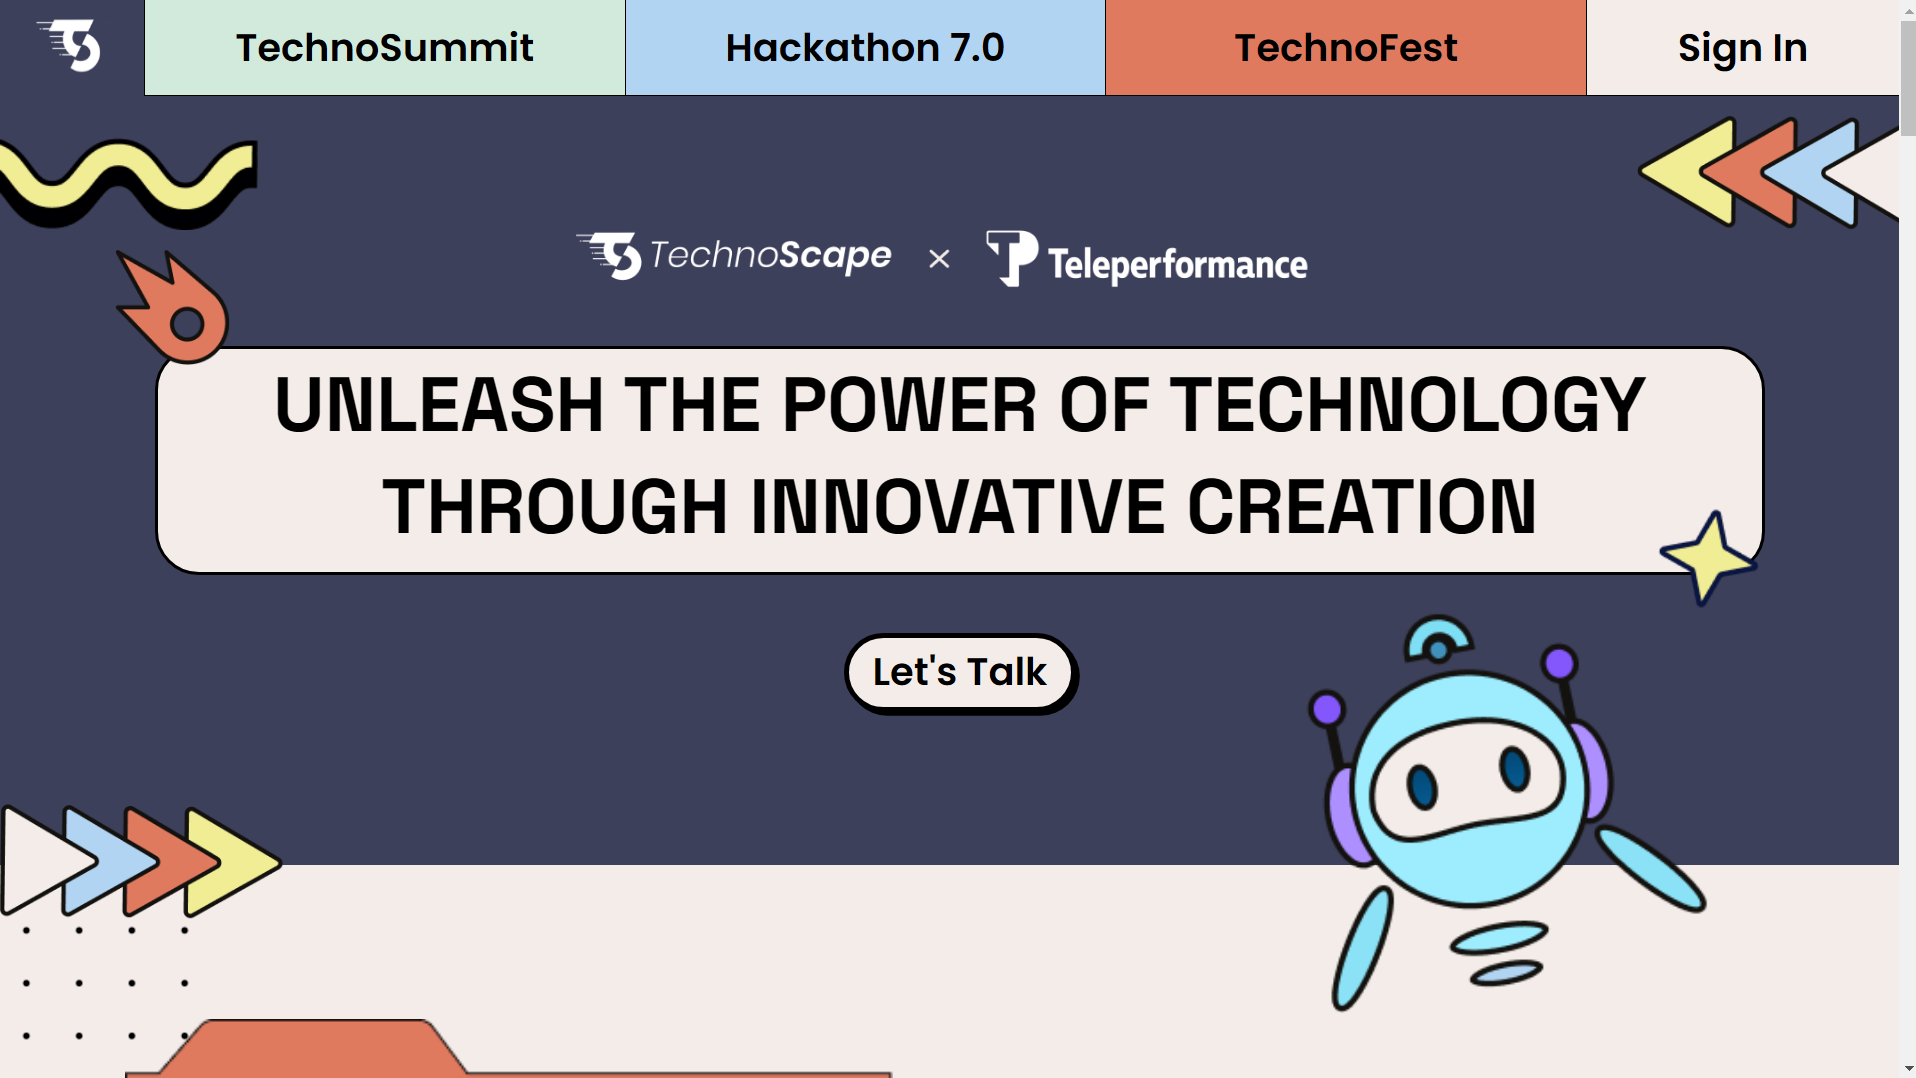 TechnoSummit
Hackathon 7.0
TechnoFest
Sign In
TechnoScape × Teleperformance
UNLEASH THE POWER OF TECHNOLOGY
THROUGH INNOVATIVE CREATION
Let's Talk